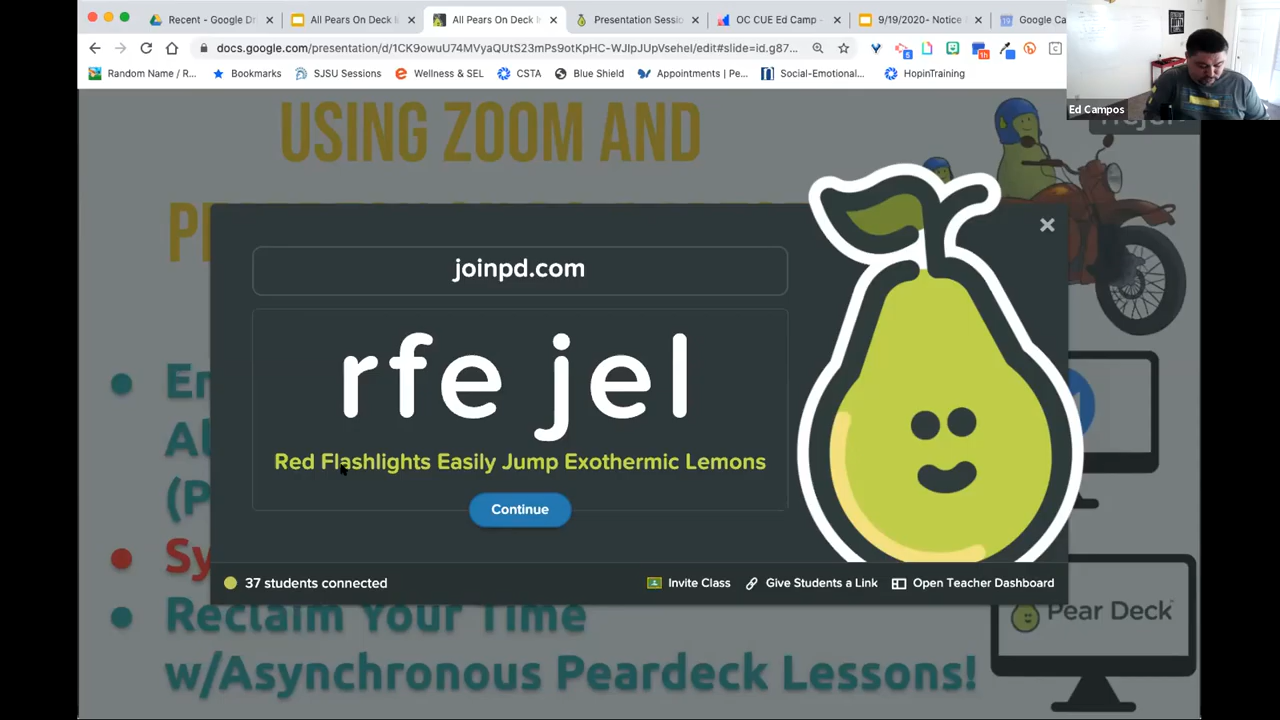 Recent - Google Dr
All Pears On Deck I
All Pears On Deck I
Presentation Sessio
OC CUE Ed Camp
9/19/2020- Notice
Google Ca
docs.google.com/presentation/d/1CK9owuU74MVyaQUtS23mPs9otKpHC-WJIpJUpVsehel/edit#slide=id.g87...
Random Name / R...
Bookmarks
SJSU Sessions
Wellness & SEL
CSTA
Blue Shield
Appointments | Pe...
Social-Emotional...
HopinTraining
Ed Campos
USING ZOOM AND
joinpd.com
rfe jel
Red Flashlights Easily Jump Exothermic Lemons
Continue
37 students connected
Invite Class
Give Students a Link
Open Teacher Dashboard
Reclaim Your Time
w/Asynchronous Peardeck Lessons!
Pear Deck